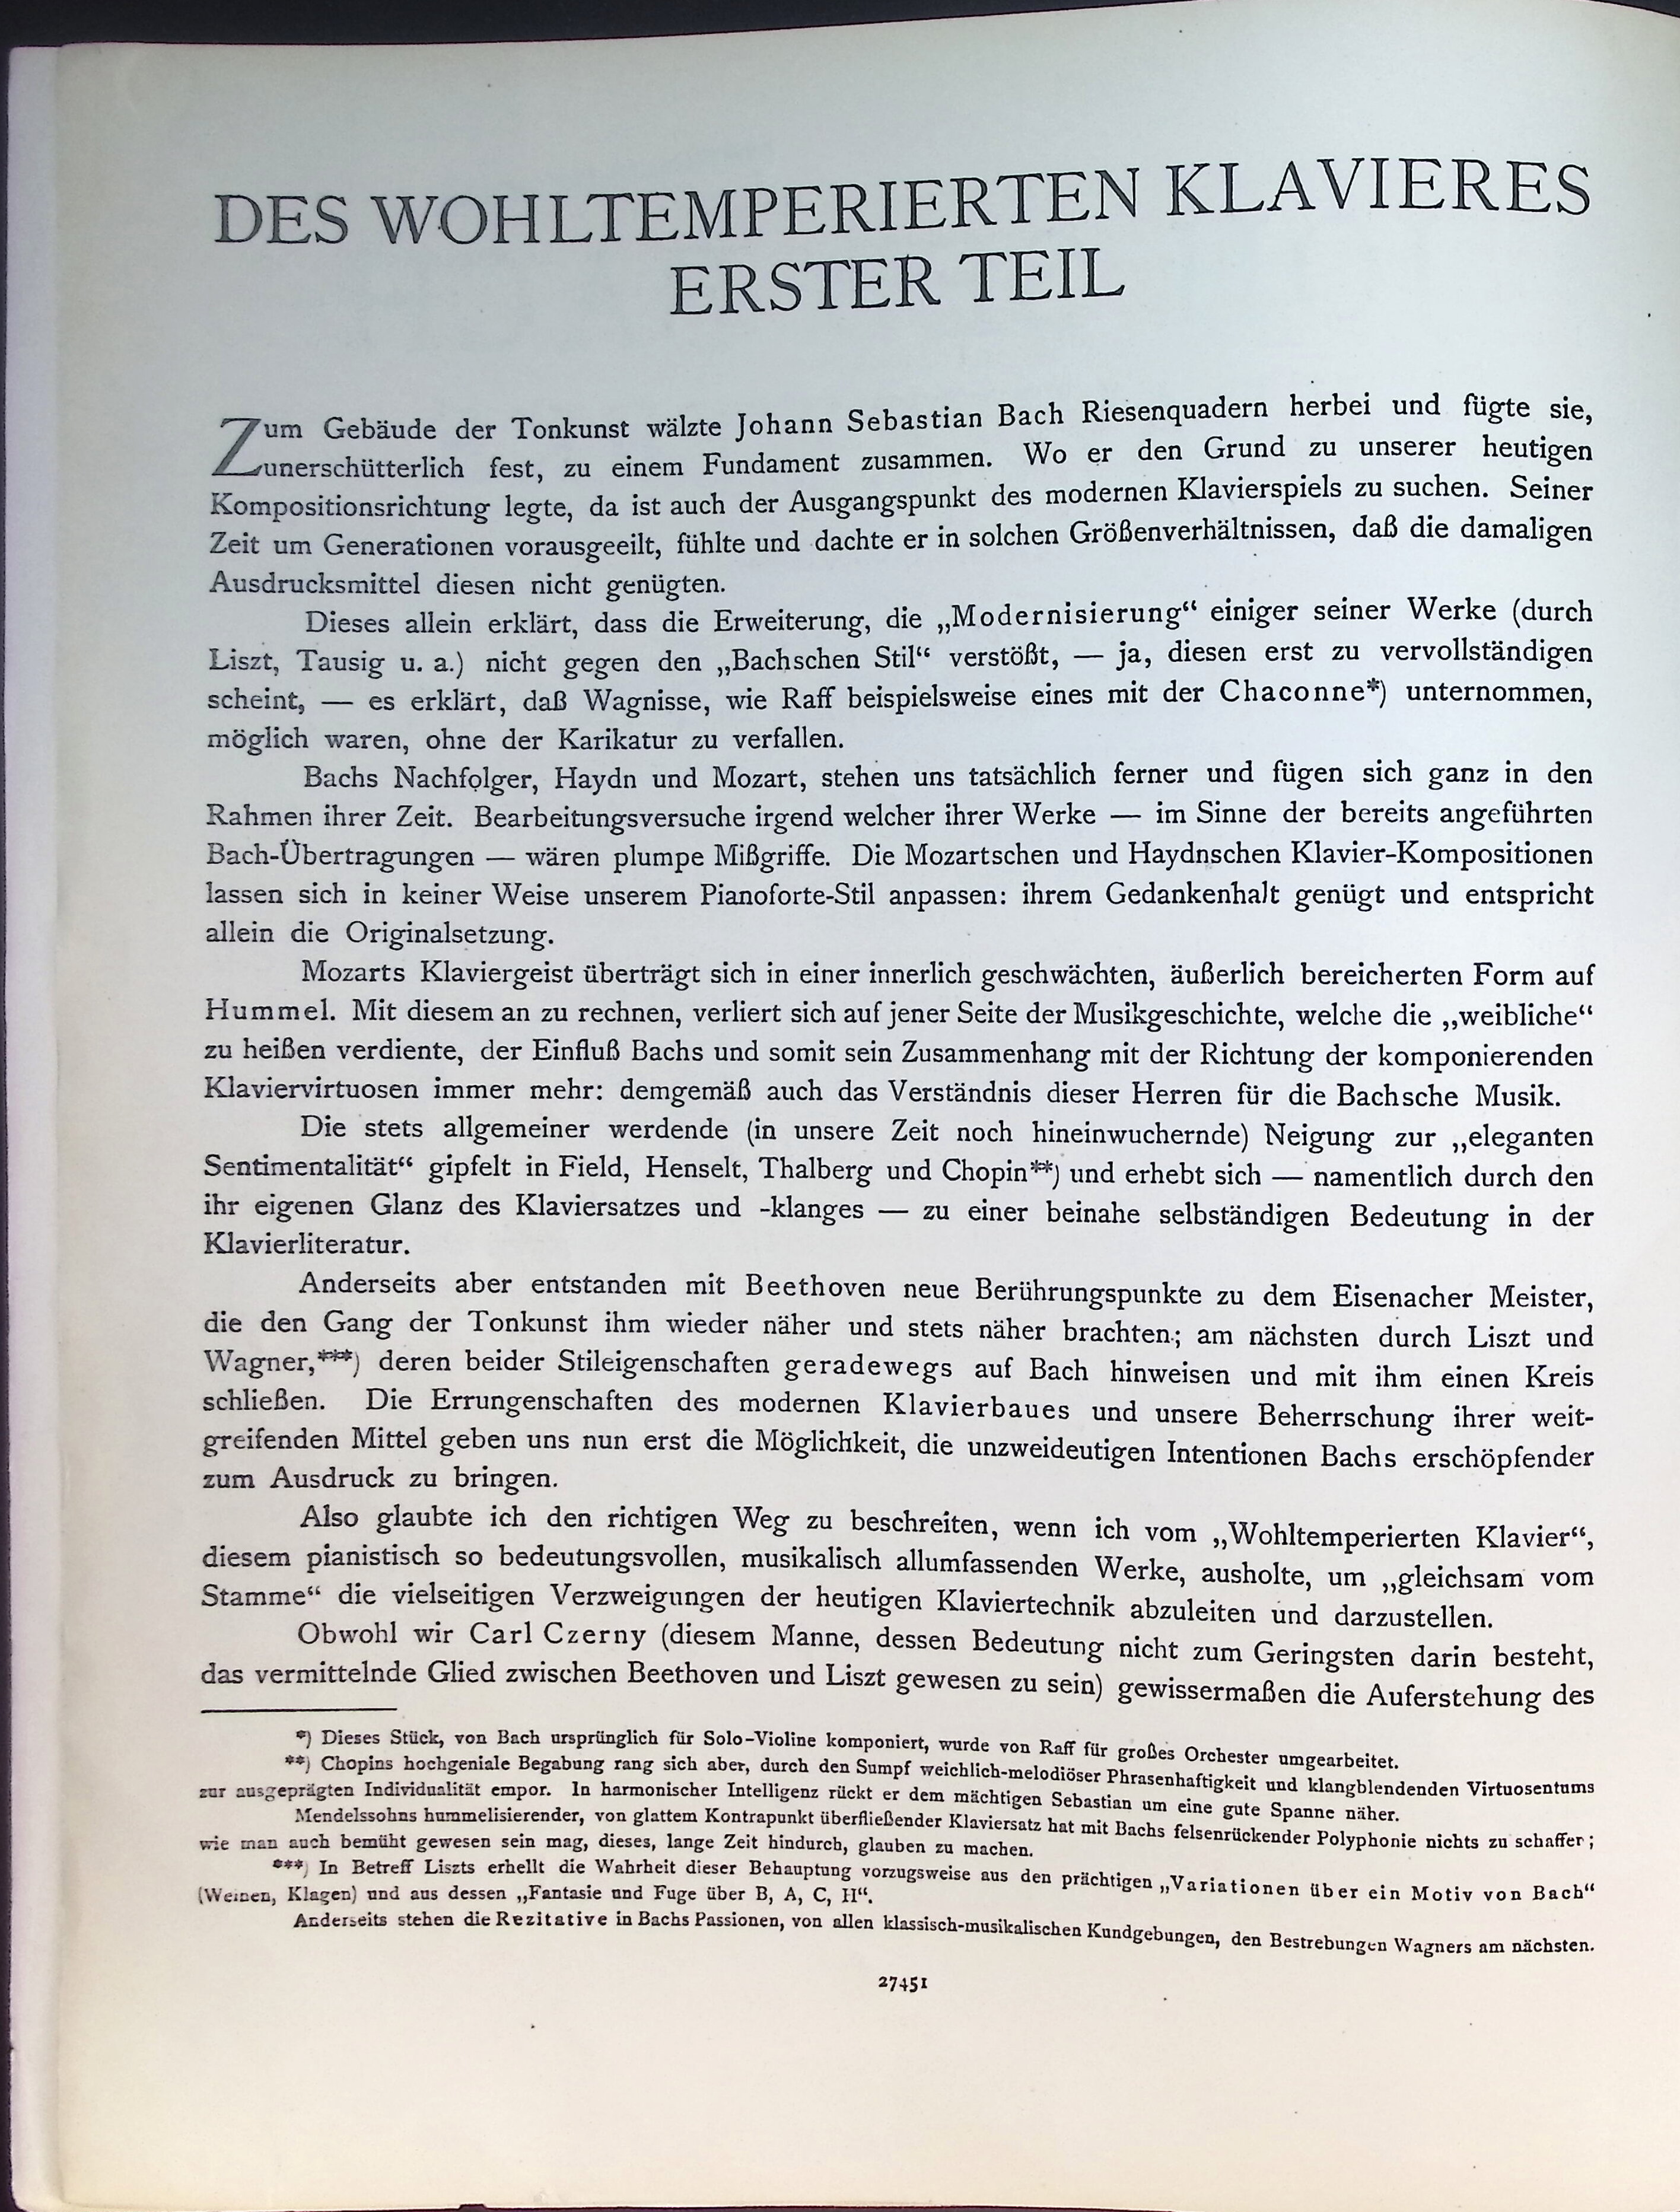 DES WOHLTEMPERIERTEN KLAVIERES
ERSTER TEIL
Zum Gebäude der Tonkunst wälzte Johann Sebastian Bach Riesenquadern herbei und fügte sie,
unerschütterlich fest, zu einem Fundament zusammen. Wo er den Grund zu unserer heutigen
Kompositionsrichtung legte, da ist auch der Ausgangspunkt des modernen Klavierspiels zu suchen. Seiner
Zeit um Generationen vorausgeeilt, fühlte und dachte er in solchen Größenverhältnissen, daß die damaligen
Ausdrucksmittel diesen nicht genügten.
Dieses allein erklärt, dass die Erweiterung, die „Modernisierung“ einiger seiner Werke (durch
Liszt, Tausig u. a.) nicht gegen den „Bachschen Stil“ verstößt, — ja, diesen erst zu vervollständigen
scheint, — es erklärt, daß Wagnisse, wie Raff beispielsweise eines mit der Chaconne*) unternommen,
möglich waren, ohne der Karikatur zu verfallen.
Bachs Nachfolger, Haydn und Mozart, stehen uns tatsächlich ferner und fügen sich ganz in den
Rahmen ihrer Zeit. Bearbeitungsversuche irgend welcher ihrer Werke — im Sinne der bereits angeführten
Bach-Übertragungen — wären plumpe Mißgriffe. Die Mozartschen und Haydnschen Klavier-Kompositionen
lassen sich in keiner Weise unserem Pianoforte-Stil anpassen: ihrem Gedankenhalt genügt und entspricht
allein die Originalsetzung.
Mozarts Klaviergeist überträgt sich in einer innerlich geschwächten, äußerlich bereicherten Form auf
Hummel. Mit diesem an zu rechnen, verliert sich auf jener Seite der Musikgeschichte, welche die „weibliche“
zu heißen verdiente, der Einfluß Bachs und somit sein Zusammenhang mit der Richtung der komponierenden
Klaviervirtuosen immer mehr: demgemäß auch das Verständnis dieser Herren für die Bachsche Musik.
Die stets allgemeiner werdende (in unsere Zeit noch hineinwuchernde) Neigung zur „eleganten
Sentimentalität“ gipfelt in Field, Henselt, Thalberg und Chopin**) und erhebt sich — namentlich durch den
ihr eigenen Glanz des Klaviersatzes und -klanges — zu einer beinahe selbständigen Bedeutung in der
Klavierliteratur.
Anderseits aber entstanden mit Beethoven neue Berührungspunkte zu dem Eisenacher Meister,
die den Gang der Tonkunst ihm wieder näher und stets näher brachten; am nächsten durch Liszt und
Wagner,***) deren beider Stileigenschaften geradewegs auf Bach hinweisen und mit ihm einen Kreis
schließen. Die Errungenschaften des modernen Klavierbaues und unsere Beherrschung ihrer weit-
greifenden Mittel geben uns nun erst die Möglichkeit, die unzweideutigen Intentionen Bachs erschöpfender
zum Ausdruck zu bringen.
Also glaubte ich den richtigen Weg zu beschreiten, wenn ich vom „Wohltemperierten Klavier“,
diesem pianistisch so bedeutungsvollen, musikalisch allumfassenden Werke, ausholte, um „gleichsam vom
Stamme“ die vielseitigen Verzweigungen der heutigen Klaviertechnik abzuleiten und darzustellen.
Obwohl wir Carl Czerny (diesem Manne, dessen Bedeutung nicht zum Geringsten darin besteht,
das vermittelnde Glied zwischen Beethoven und Liszt gewesen zu sein) gewissermaßen die Auferstehung des
*) Dieses Stück, von Bach ursprünglich für Solo-Violine komponiert, wurde von Raff für großes Orchester umgearbeitet.
**) Chopins hochgeniale Begabung rang sich aber, durch den Sumpf weichlich-melodiöser Phrasenhaftigkeit und klangblendenden Virtuosentums
zur ausgeprägten Individualität empor. In harmonischer Intelligenz rückt er dem mächtigen Sebastian um eine gute Spanne näher.
Mendelssohns hummelisierender, von glattem Kontrapunkt überfließender Klaviersatz hat mit Bachs felsenrückender Polyphonie nichts zu schaffer;
wie man auch bemüht gewesen sein mag, dieses, lange Zeit hindurch, glauben zu machen.
***) In Betreff Liszts erhellt die Wahrheit dieser Behauptung vorzugsweise aus den prächtigen „Variationen über ein Motiv von Bach“
(Weinen, Klagen) und aus dessen „Fantasie und Fuge über B, A, C, H“.
Anderseits stehen die Rezitative in Bachs Passionen, von allen klassisch-musikalischen Kundgebungen, den Bestrebungen Wagners am nächsten.
27451